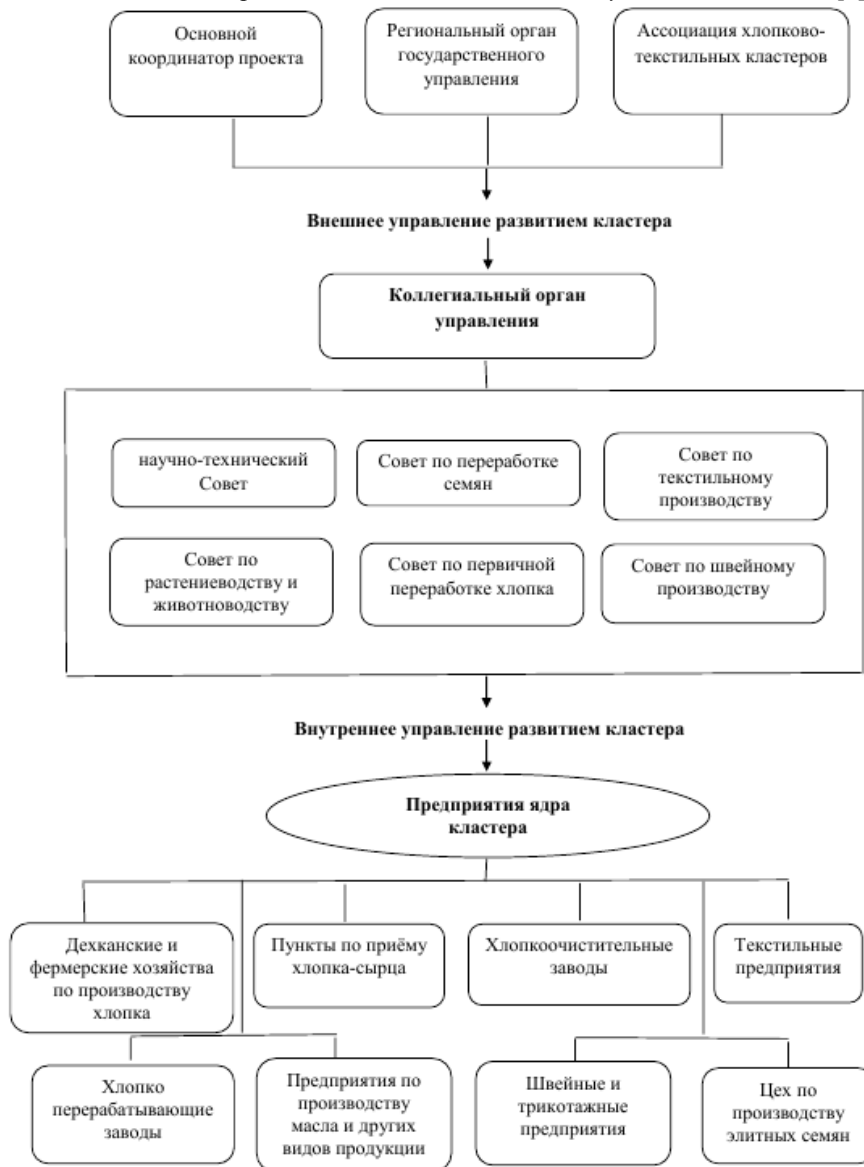 Основной
координатор проекта
Региональный орган
государственного
управления
Ассоциация хлопково-
текстильных кластеров
Внешнее управление развитием кластера
Коллегиальный орган
управления
научно-технический
Совет
Совет по переработке
семян
Совет по
текстильному
производству
Совет по
растениеводству и
животноводству
Совет по первичной
переработке хлопка
Совет по швейному
производству
Внутреннее управление развитием кластера
Предприятия ядра
кластера
Дехканские и
фермерские хозяйства
по производству
хлопка
Пункты по приёму
хлопка-сырца
Хлопкоочистительные
заводы
Текстильные
предприятия
Хлопко
перерабатывающие
заводы
Предприятия по
производству
масла и других
видов продукции
Швейные и
трикотажные
предприятия
Цех по
производству
элитных семян